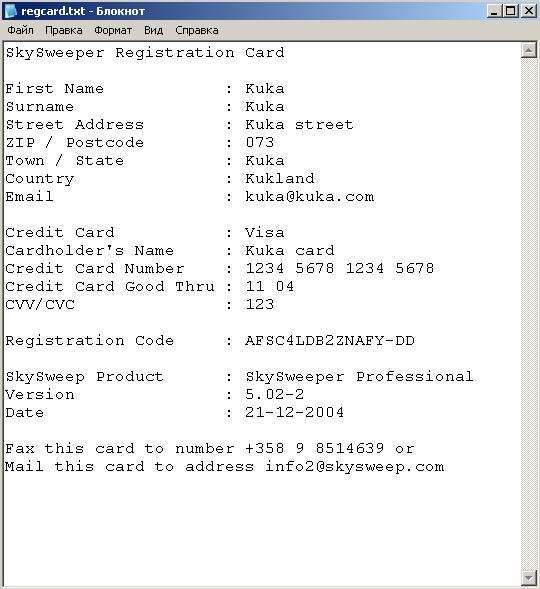 regcard.txt - Блокнот
Файл Правка Формат Вид Справка
SkySweeper Registration Card
First Name : Kuka
Surname : Kuka
Street Address : Kuka street
ZIP / Postcode : 073
Town / State : Kuka
Country : Kukland
Email : kuka@kuka.com
Credit Card : Visa
Cardholder's Name : Kuka card
Credit Card Number : 1234 5678 1234 5678
Credit Card Good Thru : 11 04
CVV/CVC : 123
Registration Code : AFSC4LDB2ZNAFY-DD
SkySweep Product : SkySweeper Professional
Version : 5.02-2
Date : 21-12-2004
Fax this card to number +358 9 8514639 or
Mail this card to address info2@skysweep.com